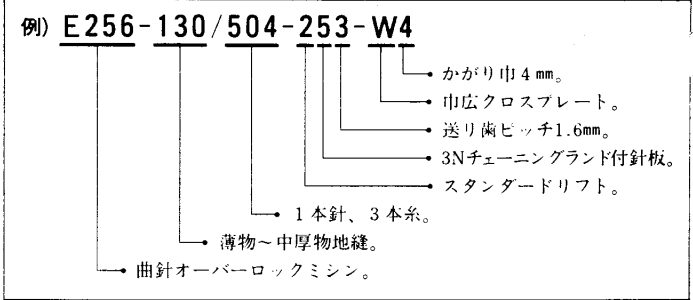 例) E256-130/504-253-W4
かがり巾4mm。
巾広クロスプレート。
送り歯ピッチ1.6mm。
3Nチェーニングランド付針板。
スタンダードリフト。
1本針、3本糸。
薄物~中厚物地縫。
曲針オーバーロックミシン。